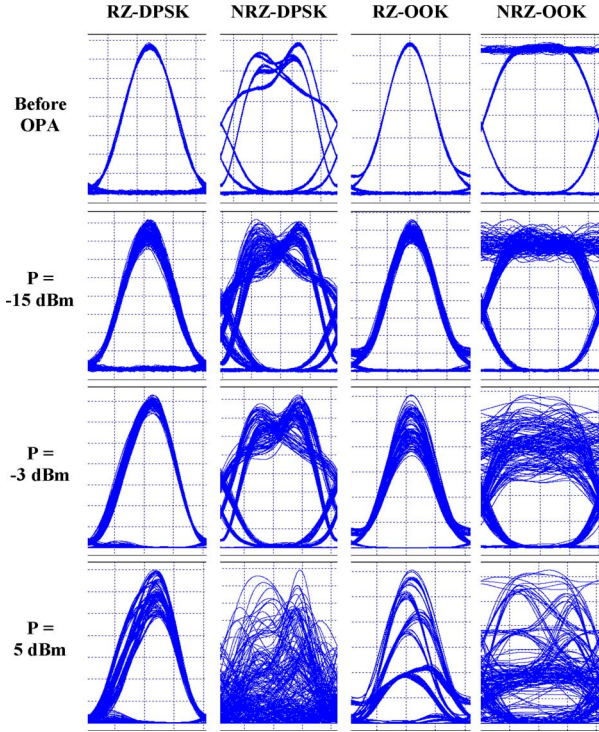 RZ-DPSK NRZ-DPSK RZ-OOK NRZ-OOK
Before
OPA
P =
-15 dBm
P =
-3 dBm
P =
5 dBm